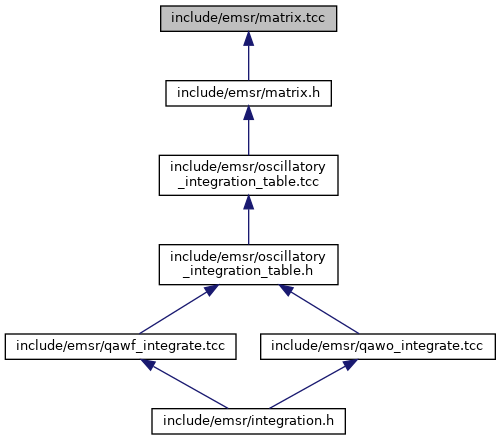 include/emsr/matrix.tcc
include/emsr/matrix.h
include/emsr/oscillatory
_integration_table.tcc
include/emsr/oscillatory
_integration_table.h
include/emsr/qawf_integrate.tcc
include/emsr/qawo_integrate.tcc
include/emsr/integration.h